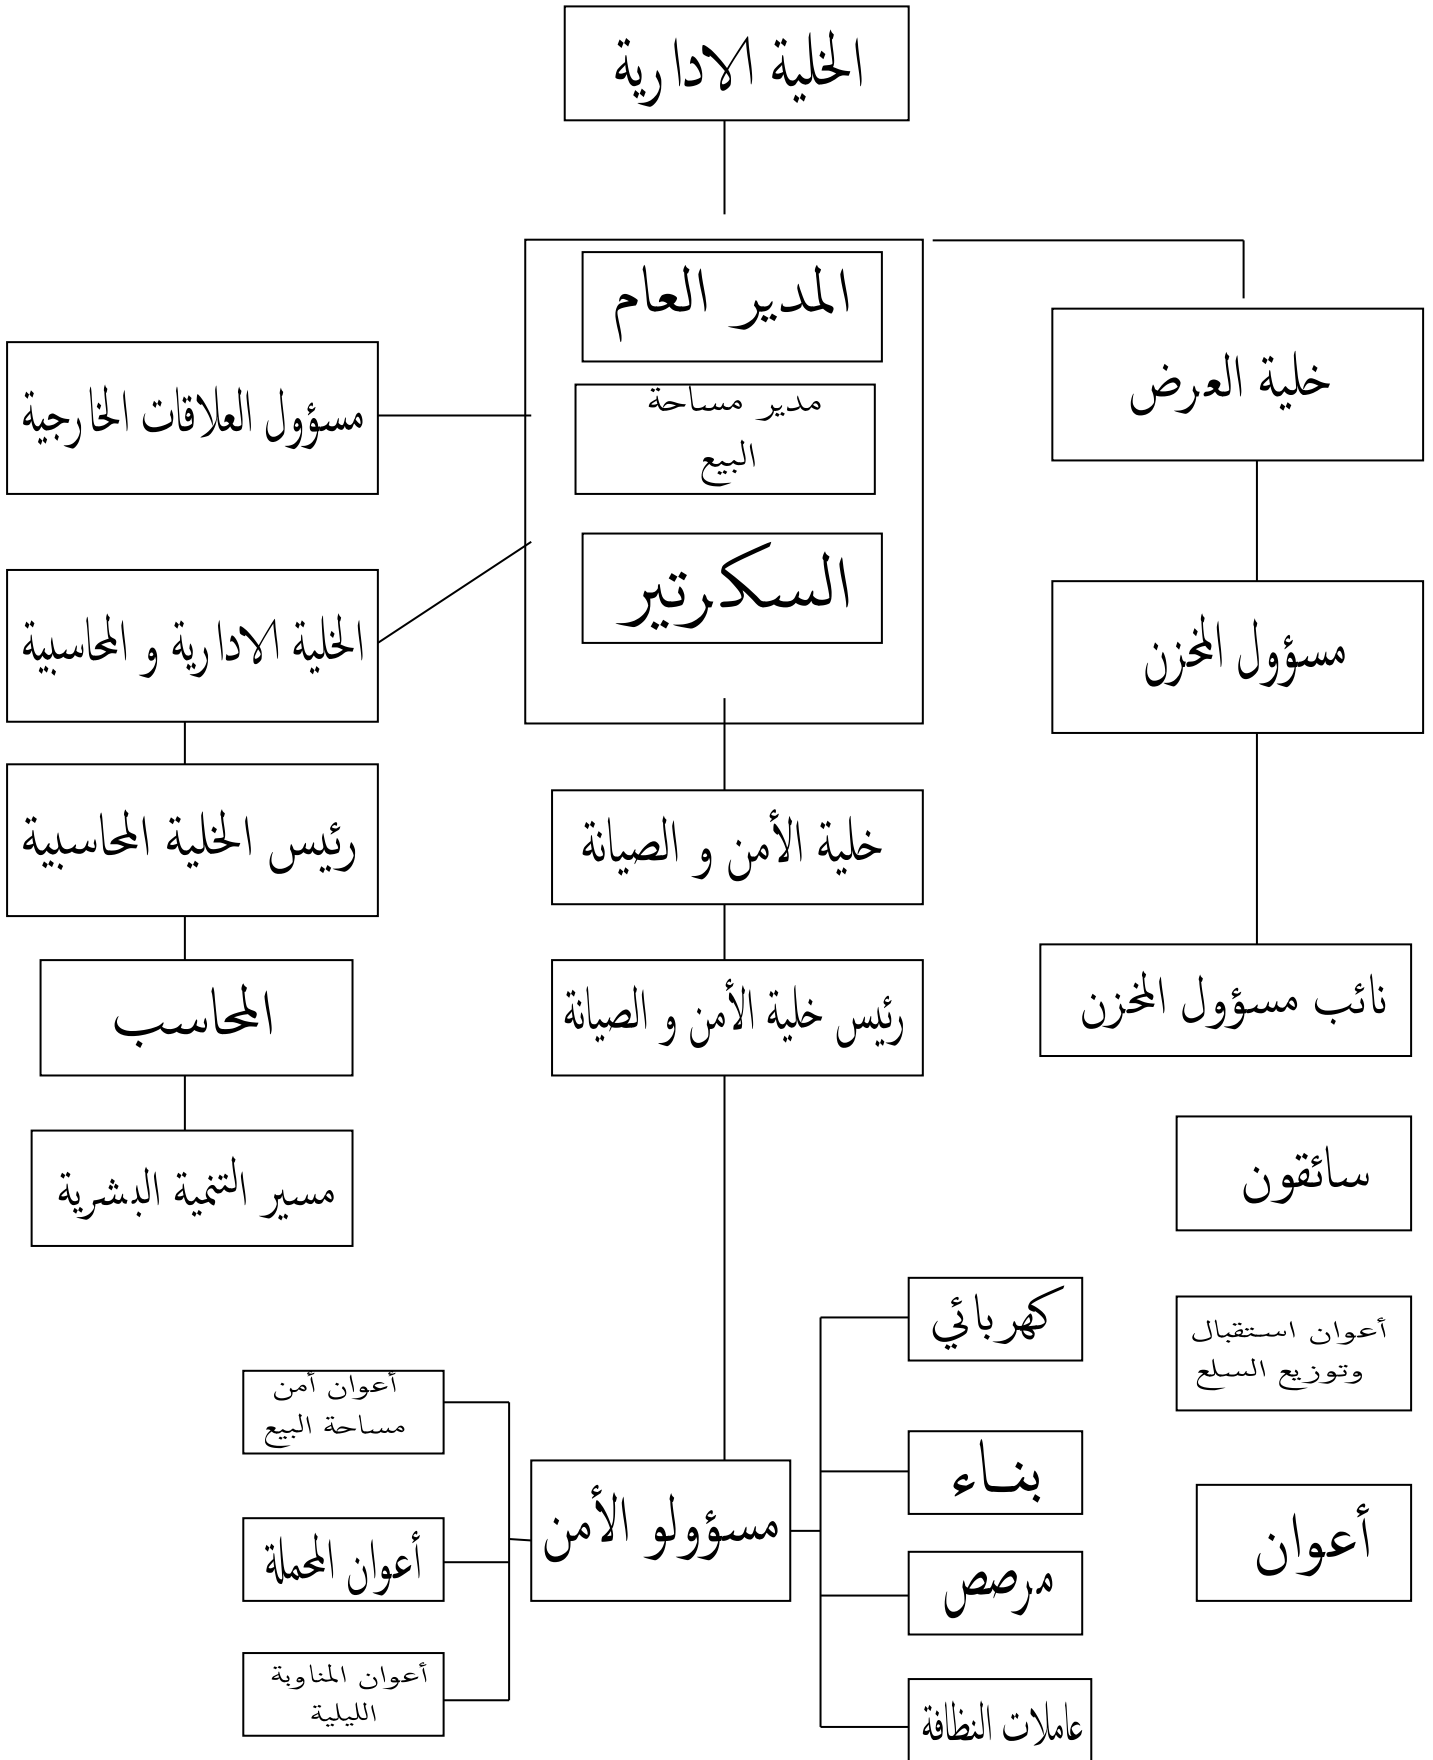 الخلية الادارية
المدير العام
مدير مساحة
البيع
السكرتير
خلية العرض
مسؤول العلاقات الخارجية
الخلية الادارية و المحاسبية
مسؤول المخزن
رئيس الخلية المحاسبية
خلية الأمن و الصيانة
المحاسب
رئيس خلية الأمن و الصيانة
نائب مسؤول المخزن
مسير التنمية البشرية
سائقون
كهربائي
أعوان استقبال
وتوزيع السلع
أعوان أمن
مساحة البيع
بناء
مسؤولو الأمن
أعوان
أعوان المحملة
مرصص
أعوان المناوبة
الليلية
عاملات النظافة